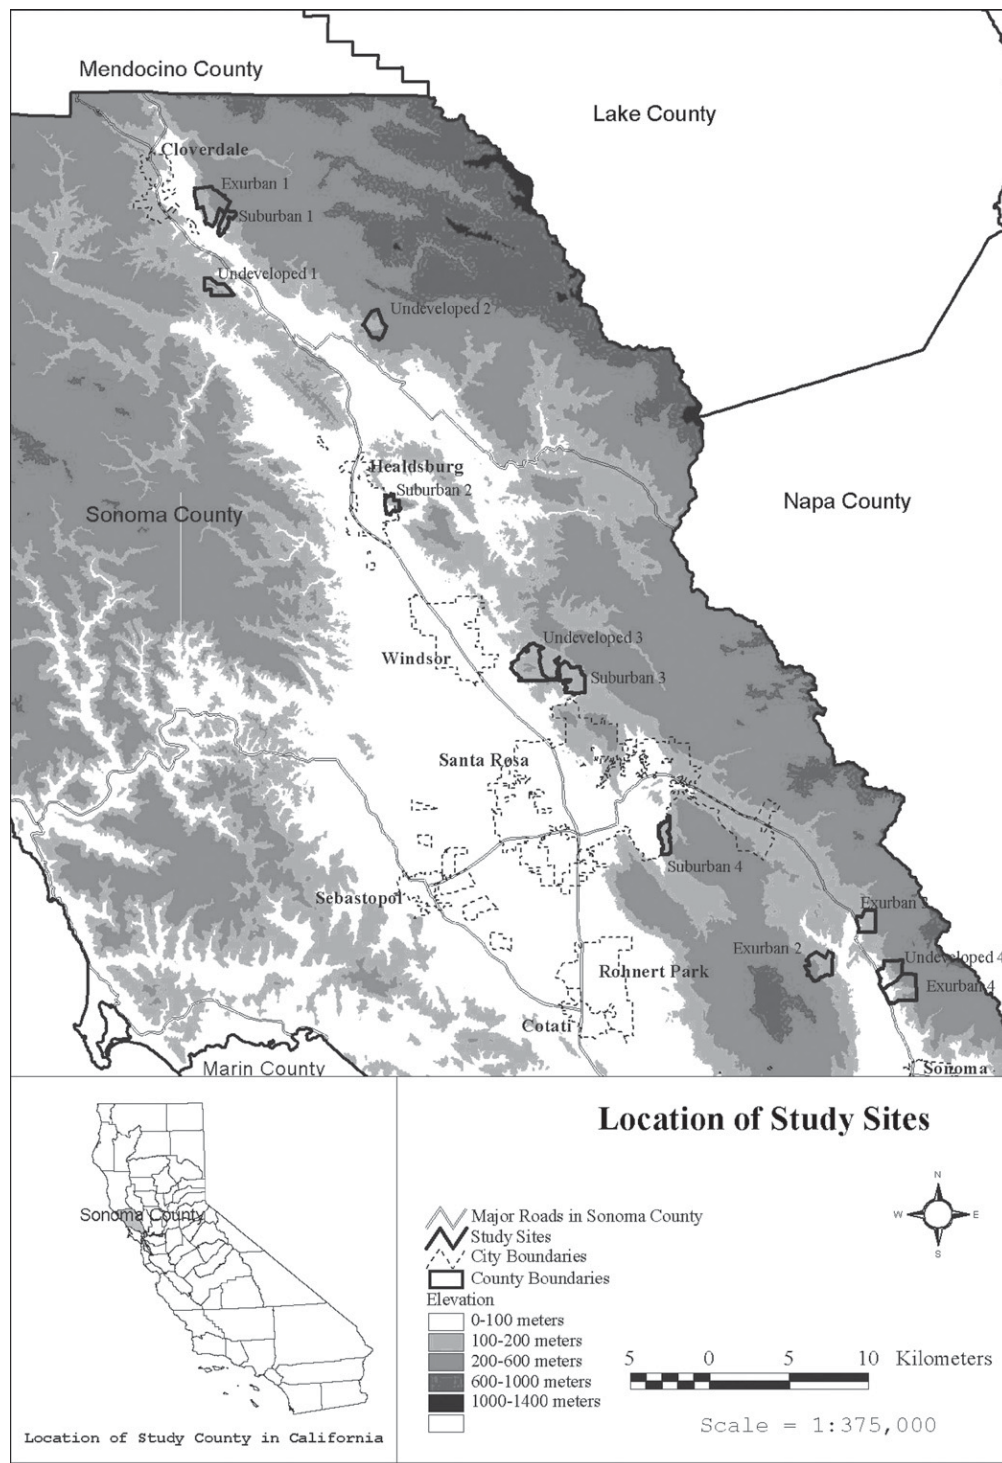 Mendocino County
Lake County
Cloverdale
Exurban 1
Suburban 1
Undeveloped 1
Undeveloped 2
Healdsburg
Suburban 2
Sonoma County
Napa County
Undeveloped 3
Windsor
Suburban 3
Santa Rosa
Suburban 4
Sebastopol
Exurban
Exurban 2
Undeveloped 4
Rohnert Park
Exurban 4
Cotati
Marin County
Sonoma
Location of Study Sites
Sonoma County
N
W E
S
Major Roads in Sonoma County
Study Sites
City Boundaries
County Boundaries
Elevation
0-100 meters
100-200 meters
200-600 meters
600-1000 meters
1000-1400 meters
5 0 5 10 Kilometers
Scale = 1:375,000
Location of Study County in California